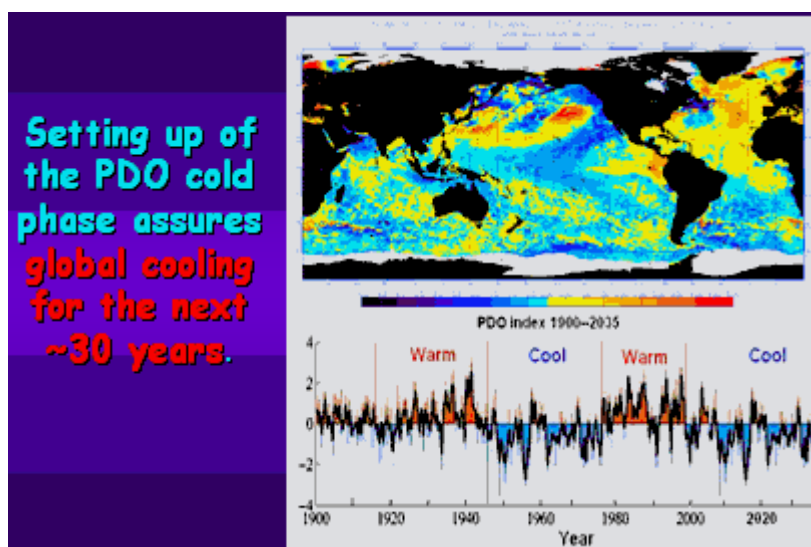 Setting up of
the PDO cold
phase assures
global cooling
for the next
~30 years.
PDO index 1900-2035
4
2
0
-2
-4
Warm
Cool
Warm
Cool
1900
1920
1940
1960
1980
2000
2020
Year